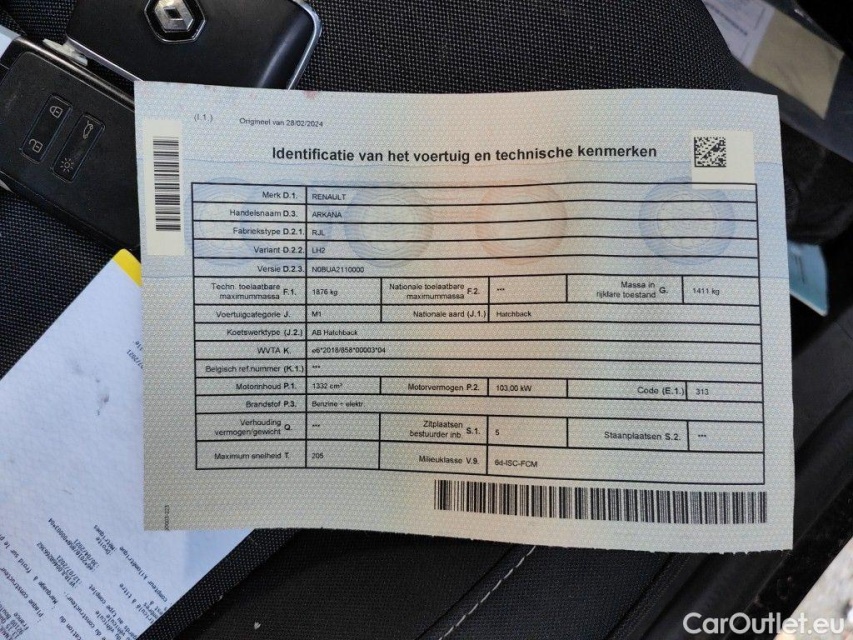 (I.1) Origineel van 28/02/2024
Identificatie van het voertuig en technische kenmerken
Merk D.1. RENAULT
Handelsnaam D.3. ARKANA
Fabriekstype D.2.1. RJL
Variant D.2.2. LH2
Versie D.2.3. N0BUA2110000
Techn. toelaatbare maximummassa F.1. 1876 kg Nationale toelaatbare maximummassa F.2. --- Massa in rijklare toestand G. 1411 kg
Voertuigcategorie J. M1 Nationale aard (J.1.) Hatchback
Koetswerktype (J.2.) AB Hatchback
WVTA K. e6*2018/858*00003*04
Belgisch ref.nummer (K.1.) ---
Motorinhoud P.1. 1332 cm³ Motorvermogen P.2. 103,00 kW Code (E.1.) 313
Brandstof P.3. Benzine + elektr.
Verhouding vermogen/gewicht Q. --- Zitplaatsen bestuurder inb. S.1. 5 Staanplaatsen S.2. ---
Maximum snelheid T. 205 Milieuklasse V.9. 6d-ISC-FCM
CarOutlet.eu